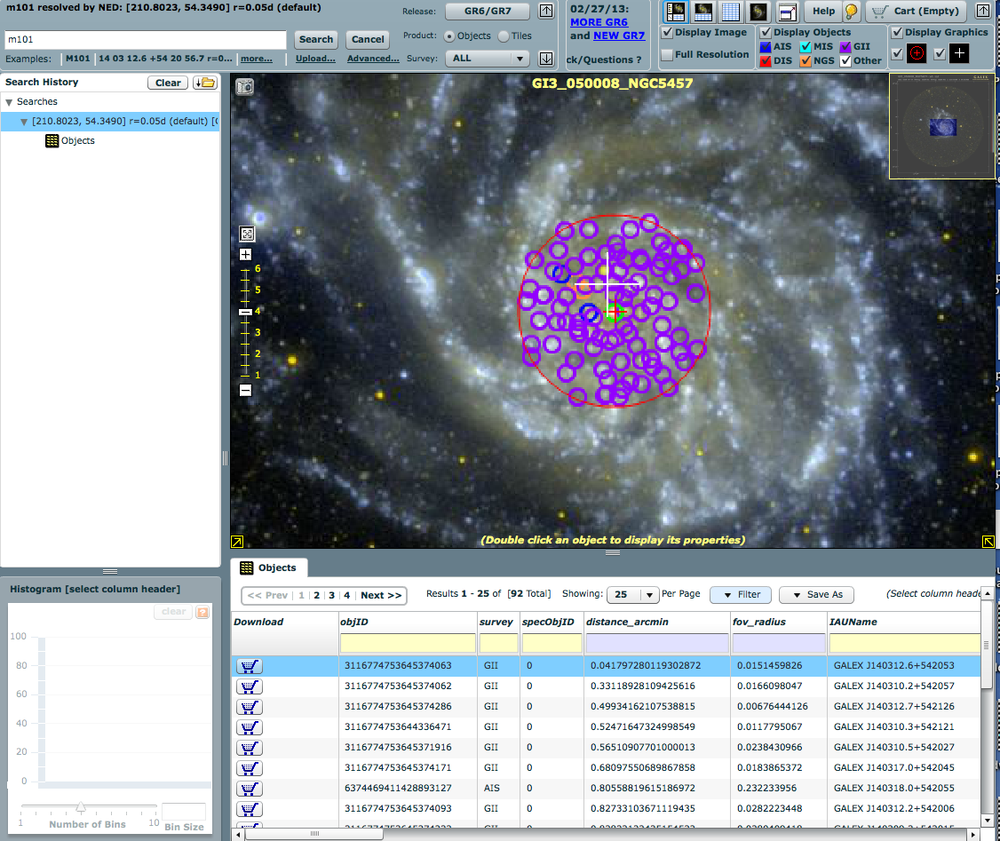 m101 resolved by NED: [210.8023, 54.3490] r=0.05d (default)
Release: GR6/GR7
m101 Search Cancel
Product: Objects Tiles
Examples: M101 14 03 12.6 +54 20 56.7 r=0... more... Upload... Advanced... Survey: ALL
02/27/13:
MORE GR6
and NEW GR7
ck/Questions ?
Help Cart (Empty)
Display Image
Full Resolution
Display Objects
AIS MIS GII
DIS NGS Other
Display Graphics
Search History Clear
Searches
[210.8023, 54.3490] r=0.05d (default) [
Objects
GI3_050008_NGC5457
6
5
4
3
2
1
(Double click an object to display its properties)
Histogram [select column header]
clear
100
80
60
40
20
0
1 Number of Bins 10 Bin Size
Objects
<< Prev 1 2 3 4 Next >> Results 1 - 25 of [92 Total] Showing: 25 Per Page Filter Save As (Select column heade
Download objID survey specObjID distance_arcmin fov_radius IAUName
3116774753645374063 GII 0 0.041797280119302872 0.0151459826 GALEX J140312.6+542053
3116774753645374062 GII 0 0.33118928109425616 0.0166098047 GALEX J140310.2+542057
3116774753645374286 GII 0 0.49934162107538815 0.00676444126 GALEX J140312.7+542126
3116774753644336471 GII 0 0.52471647324998549 0.0117795067 GALEX J140310.3+542121
3116774753645371916 GII 0 0.56510907701000013 0.0238430966 GALEX J140310.5+542027
3116774753645374171 GII 0 0.68097550689867858 0.0183865372 GALEX J140317.0+542045
6374469411428893127 AIS 0 0.80558819615186972 0.232233956 GALEX J140318.0+542055
3116774753645374093 GII 0 0.82733103671119435 0.0282223448 GALEX J140312.2+542006